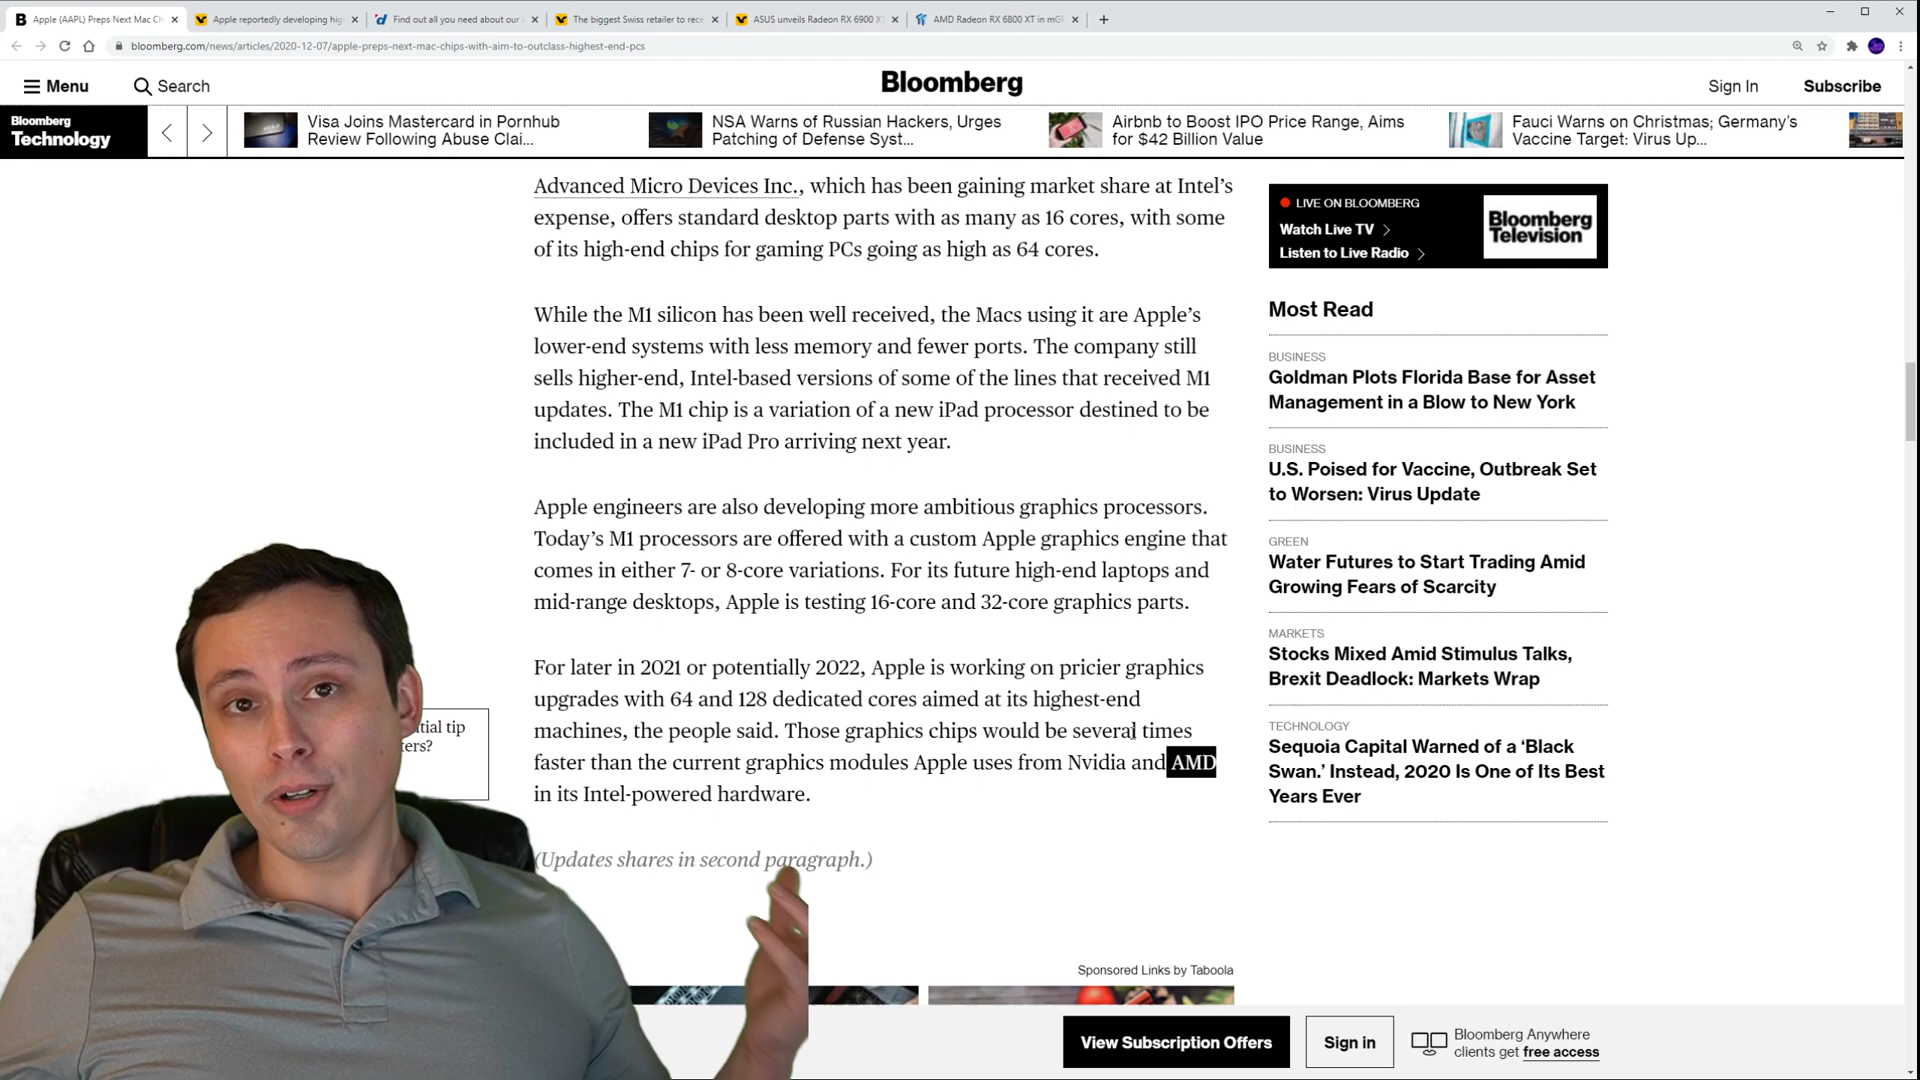 Apple (AAPL) Preps Next Mac Ch
Apple reportedly developing hig
Find out all you need about our
The biggest Swiss retailer to rece
ASUS unveils Radeon RX 6900 XT
AMD Radeon RX 6800 XT in mG
bloomberg.com/news/articles/2020-12-07/apple-preps-next-mac-chips-with-aim-to-outclass-highest-end-pcs
Menu
Search
Bloomberg
Sign In
Subscribe
Bloomberg
Technology
Visa Joins Mastercard in Pornhub
Review Following Abuse Clai...
NSA Warns of Russian Hackers, Urges
Patching of Defense Syst...
Airbnb to Boost IPO Price Range, Aims
for $42 Billion Value
Fauci Warns on Christmas; Germany's
Vaccine Target: Virus Up...
Advanced Micro Devices Inc., which has been gaining market share at Intel's
expense, offers standard desktop parts with as many as 16 cores, with some
of its high-end chips for gaming PCs going as high as 64 cores.
While the M1 silicon has been well received, the Macs using it are Apple's
lower-end systems with less memory and fewer ports. The company still
sells higher-end, Intel-based versions of some of the lines that received M1
updates. The M1 chip is a variation of a new iPad processor destined to be
included in a new iPad Pro arriving next year.
Apple engineers are also developing more ambitious graphics processors.
Today's M1 processors are offered with a custom Apple graphics engine that
comes in either 7- or 8-core variations. For its future high-end laptops and
mid-range desktops, Apple is testing 16-core and 32-core graphics parts.
For later in 2021 or potentially 2022, Apple is working on pricier graphics
upgrades with 64 and 128 dedicated cores aimed at its highest-end
machines, the people said. Those graphics chips would be several times
faster than the current graphics modules Apple uses from Nvidia and AMD
in its Intel-powered hardware.
(Updates shares in second paragraph.)
tip
LIVE ON BLOOMBERG
Watch Live TV
Listen to Live Radio
Bloomberg
Television
Most Read
BUSINESS
Goldman Plots Florida Base for Asset
Management in a Blow to New York
BUSINESS
U.S. Poised for Vaccine, Outbreak Set
to Worsen: Virus Update
GREEN
Water Futures to Start Trading Amid
Growing Fears of Scarcity
MARKETS
Stocks Mixed Amid Stimulus Talks,
Brexit Deadlock: Markets Wrap
TECHNOLOGY
Sequoia Capital Warned of a 'Black
Swan.' Instead, 2020 Is One of Its Best
Years Ever
Sponsored Links by Taboola
View Subscription Offers
Sign in
Bloomberg Anywhere
clients get free access